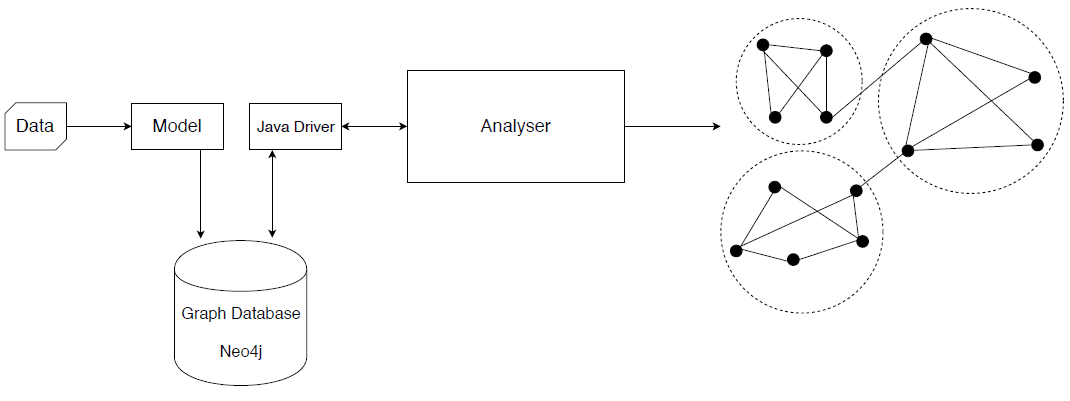 Data
Model
Java Driver
Analyser
Graph Database
Neo4j